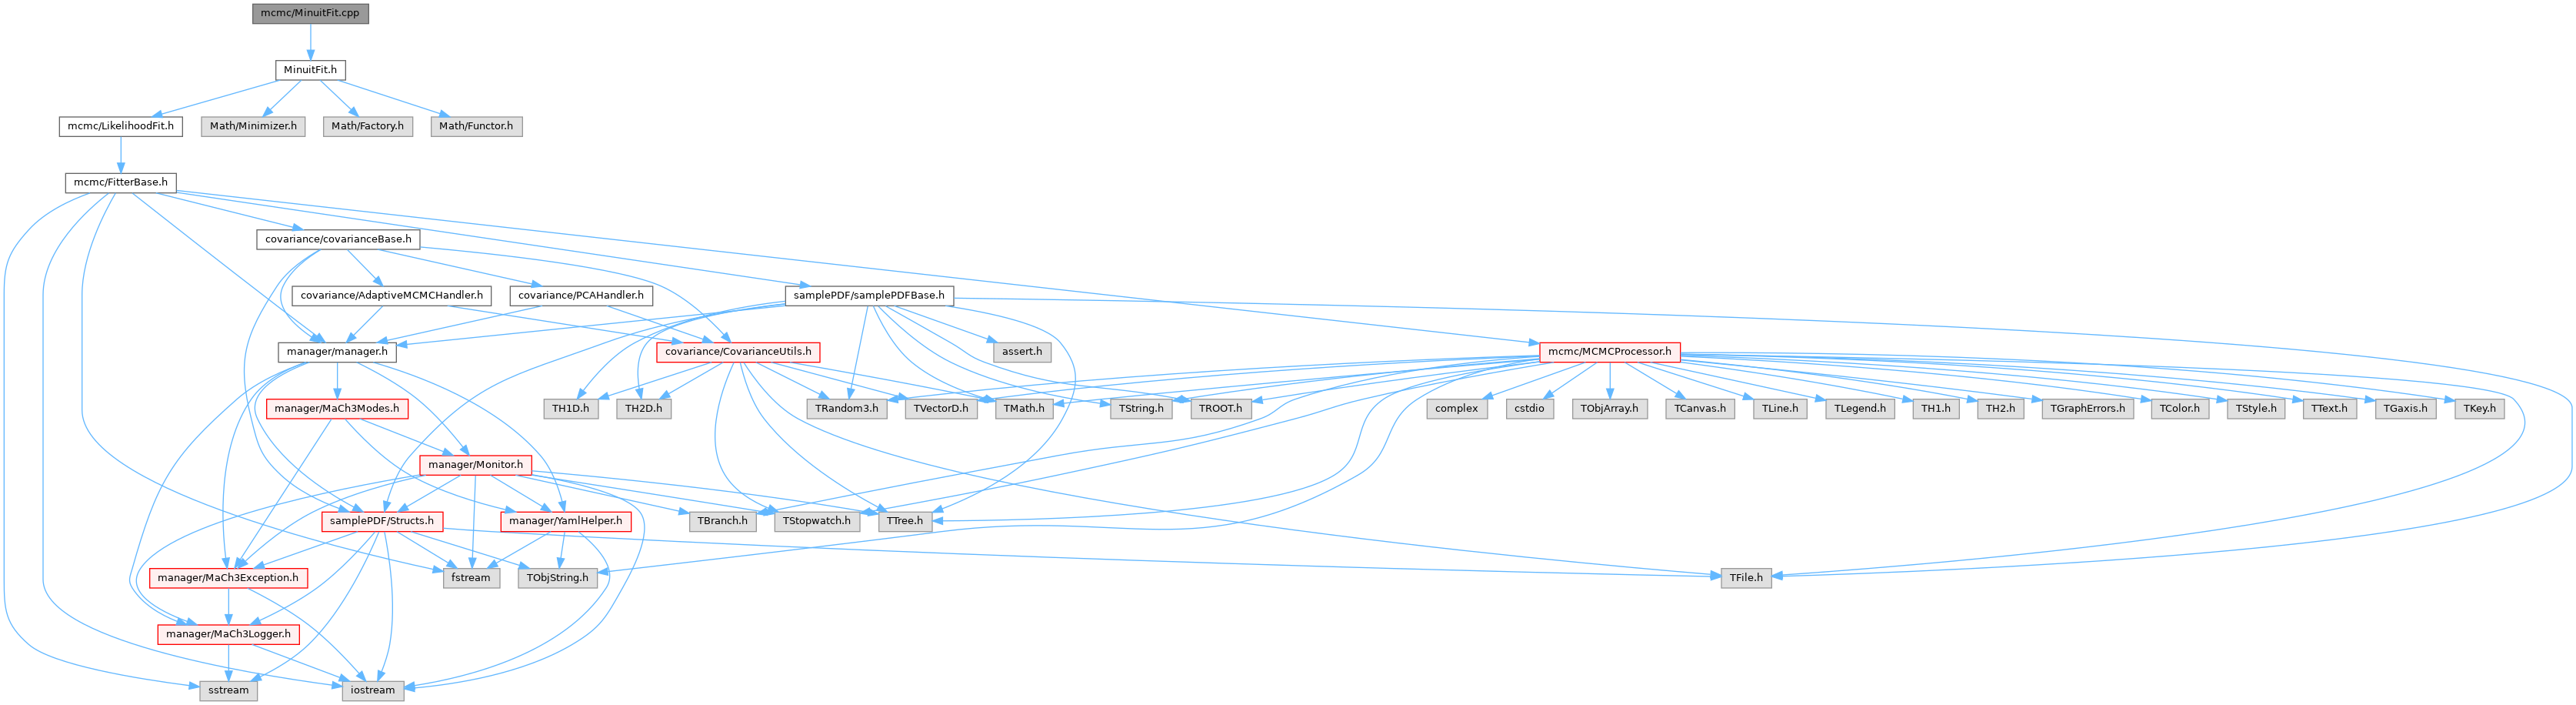 mcmc/MinuitFit.cpp
MinuitFit.h
mcmc/LikelihoodFit.h
Math/Minimizer.h
Math/Factory.h
Math/Functor.h
mcmc/FitterBase.h
covariance/covarianceBase.h
covariance/AdaptiveMCMCHandler.h
covariance/PCAHandler.h
samplePDF/samplePDFBase.h
manager/manager.h
covariance/CovarianceUtils.h
assert.h
mcmc/MCMCProcessor.h
manager/MaCh3Modes.h
TH1D.h
TH2D.h
TRandom3.h
TVectorD.h
TMath.h
TString.h
TROOT.h
complex
cstdio
TObjArray.h
TCanvas.h
TLine.h
TLegend.h
TH1.h
TH2.h
TGraphErrors.h
TColor.h
TStyle.h
TText.h
TGaxis.h
TKey.h
manager/Monitor.h
samplePDF/Structs.h
manager/YamlHelper.h
TBranch.h
TStopwatch.h
TTree.h
manager/MaCh3Exception.h
fstream
TObjString.h
TFile.h
manager/MaCh3Logger.h
sstream
iostream